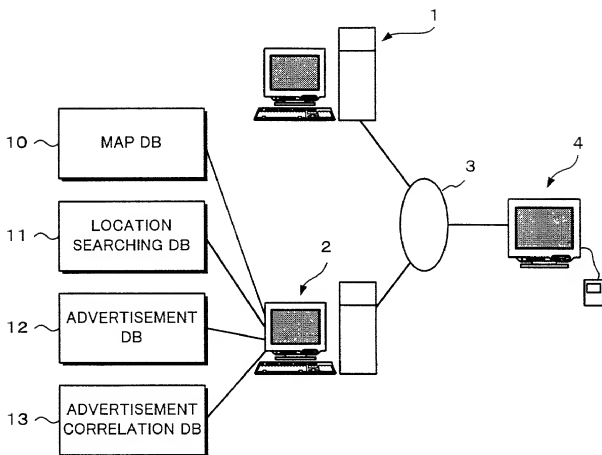 1
10
MAP DB
3
4
11
LOCATION
SEARCHING DB
2
12
ADVERTISEMENT
DB
13
ADVERTISEMENT
CORRELATION DB